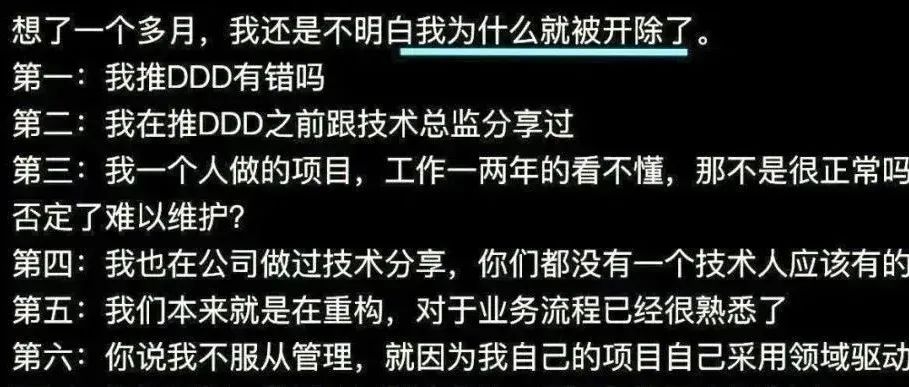 想了一个多月，我还是不明白我为什么就被开除了。
第一：我推DDD有错吗
第二：我在推DDD之前跟技术总监分享过
第三：我一个人做的项目，工作一两年的看不懂，那不是很正常吗
否定了难以维护？
第四：我也在公司做过技术分享，你们都没有一个技术人应该有的
第五：我们本来就是在重构，对于业务流程已经很熟悉了
第六：你说我不服从管理，就因为我自己的项目自己采用领域驱动